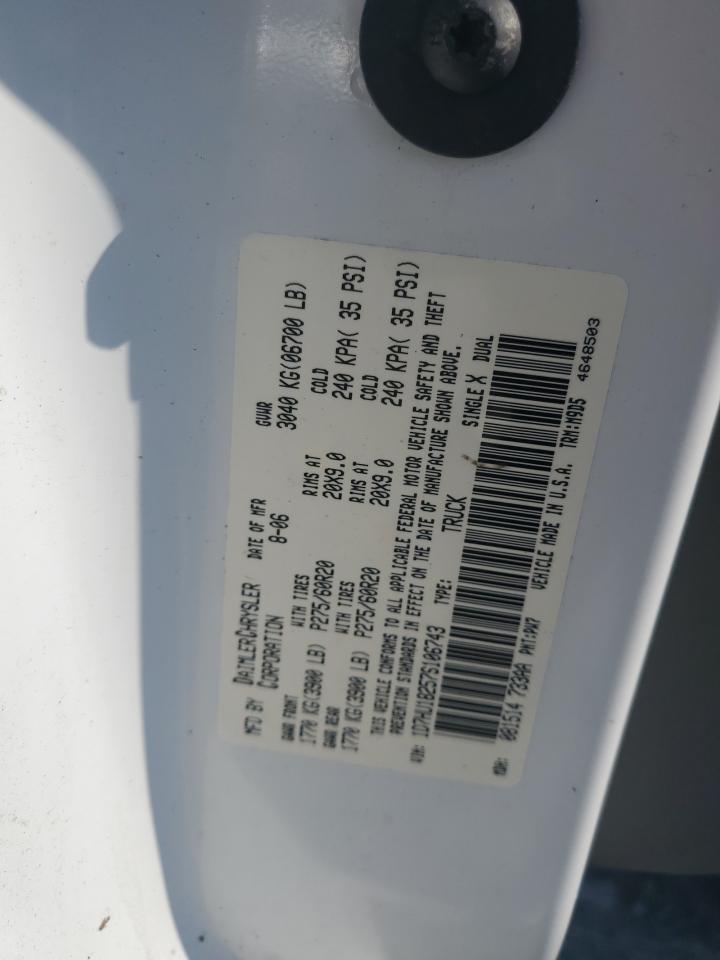 MFD BY DAIMLERCHRYSLER CORPORATION
DATE OF MFR 8-06
GVWR 3040 KG(06700 LB)
GAWR FRONT WITH TIRES RIMS AT COLD
1770 KG(3900 LB) P275/60R20 20X9.0 240 KPA( 35 PSI)
GAWR REAR WITH TIRES RIMS AT COLD
1770 KG(3900 LB) P275/60R20 20X9.0 240 KPA( 35 PSI)
THIS VEHICLE CONFORMS TO ALL APPLICABLE FEDERAL MOTOR VEHICLE SAFETY AND THEFT
PREVENTION STANDARDS IN EFFECT ON THE DATE OF MANUFACTURE SHOWN ABOVE.
VIN: 1D7HU18257S106743 TYPE: TRUCK SINGLE X DUAL
MDH: 081514 733AA PNT:PW7 VEHICLE MADE IN U.S.A. TRM:M9D5 4648503